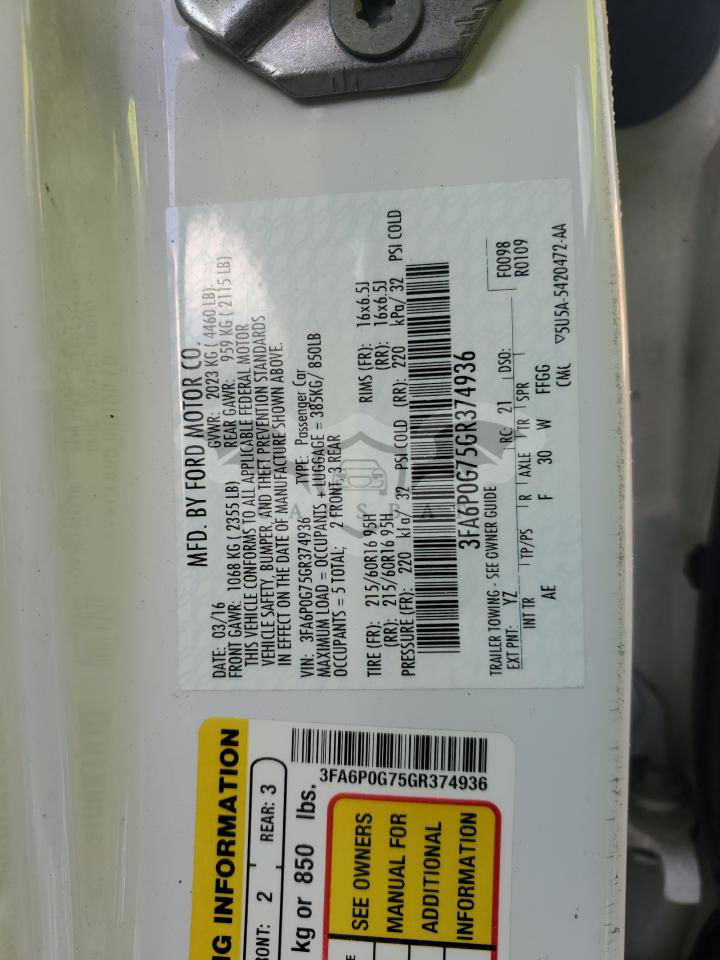 MFD. BY FORD MOTOR CO.
DATE: 03/16 GVWR: 2023 KG ( 4460 LB)
FRONT GAWR: 1068 KG ( 2355 LB) REAR GAWR: 959 KG ( 2115 LB)
THIS VEHICLE CONFORMS TO ALL APPLICABLE FEDERAL MOTOR
VEHICLE SAFETY, BUMPER, AND THEFT PREVENTION STANDARDS
IN EFFECT ON THE DATE OF MANUFACTURE SHOWN ABOVE.
VIN: 3FA6P0G75GR374936 TYPE: Passenger Car
MAXIMUM LOAD = OCCUPANTS + LUGGAGE = 385KG/ 850LB
OCCUPANTS = 5 TOTAL; 2 FRONT, 3 REAR
TIRE (FR): 215/60R16 95H RIMS (FR): 16x6.5J
(RR): 215/60R16 95H (RR): 16x6.5J
PRESSURE (FR): 220 kPa/ 32 PSI COLD (RR): 220 kPa/ 32 PSI COLD
3FA6P0G75GR374936
TRAILER TOWING - SEE OWNER GUIDE F0098
EXT PNT: YZ RC: 21 DSO: R0109
INT TR TP/PS R AXLE TR SPR
AE F 30 W FFGG
CMC ▽5U5A-5420472-AA
3FA6P0G75GR374936
NG INFORMATION
RONT: 2 REAR: 3
kg or 850 lbs.
SEE OWNERS
MANUAL FOR
ADDITIONAL
INFORMATION